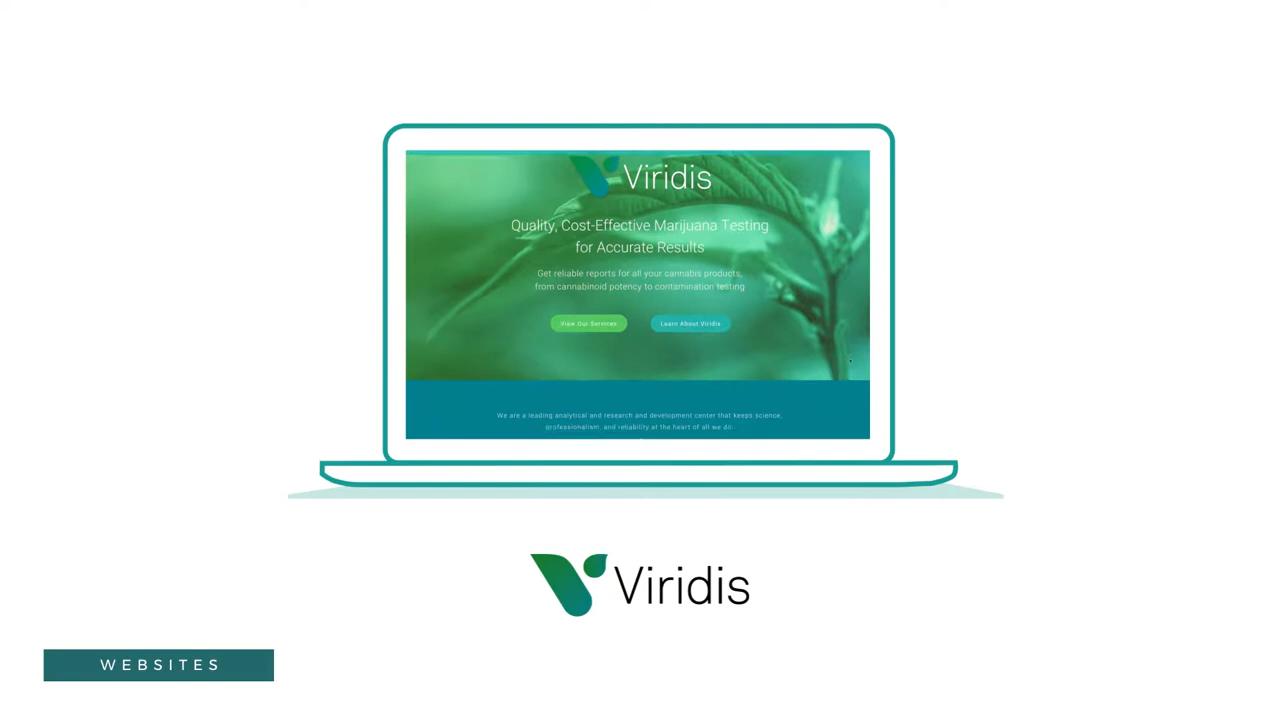 Viridis
Quality, Cost-Effective Marijuana Testing
for Accurate Results
Get reliable reports for all your cannabis products,
from cannabinoid potency to contamination testing
View Our Services
Learn About Viridis
We are a leading analytical and research and development center that keeps science,
professionalism, and reliability at the heart of all we do.
Viridis
WEBSITES